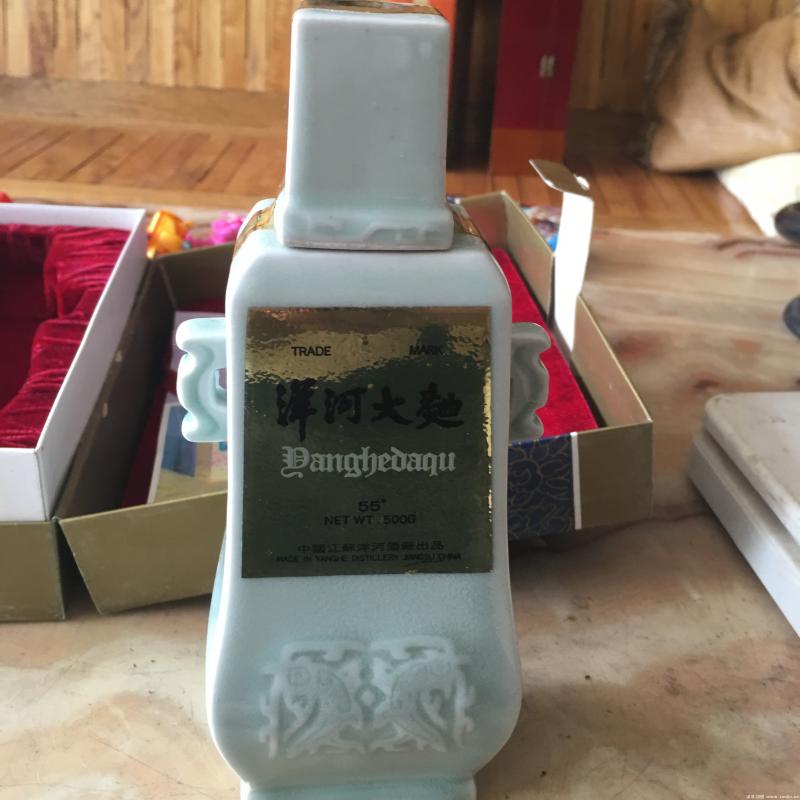 TRADE MARK
洋河大麯
Yanghedaqu
55°
NET WT. 500G
中國江蘇洋河酒廠出品
MADE IN YANGHE DISTILLERY JIANGSU CHINA